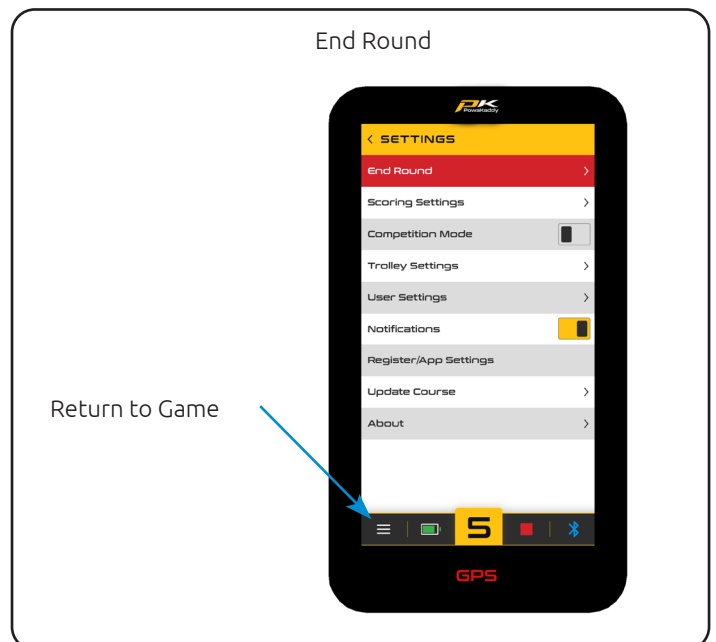 End Round
PK
PowaKaddy
< SETTINGS
End Round >
Scoring Settings >
Competition Mode
Trolley Settings >
User Settings >
Notifications
Register/App Settings
Update Course >
About >
Return to Game
5
GPS